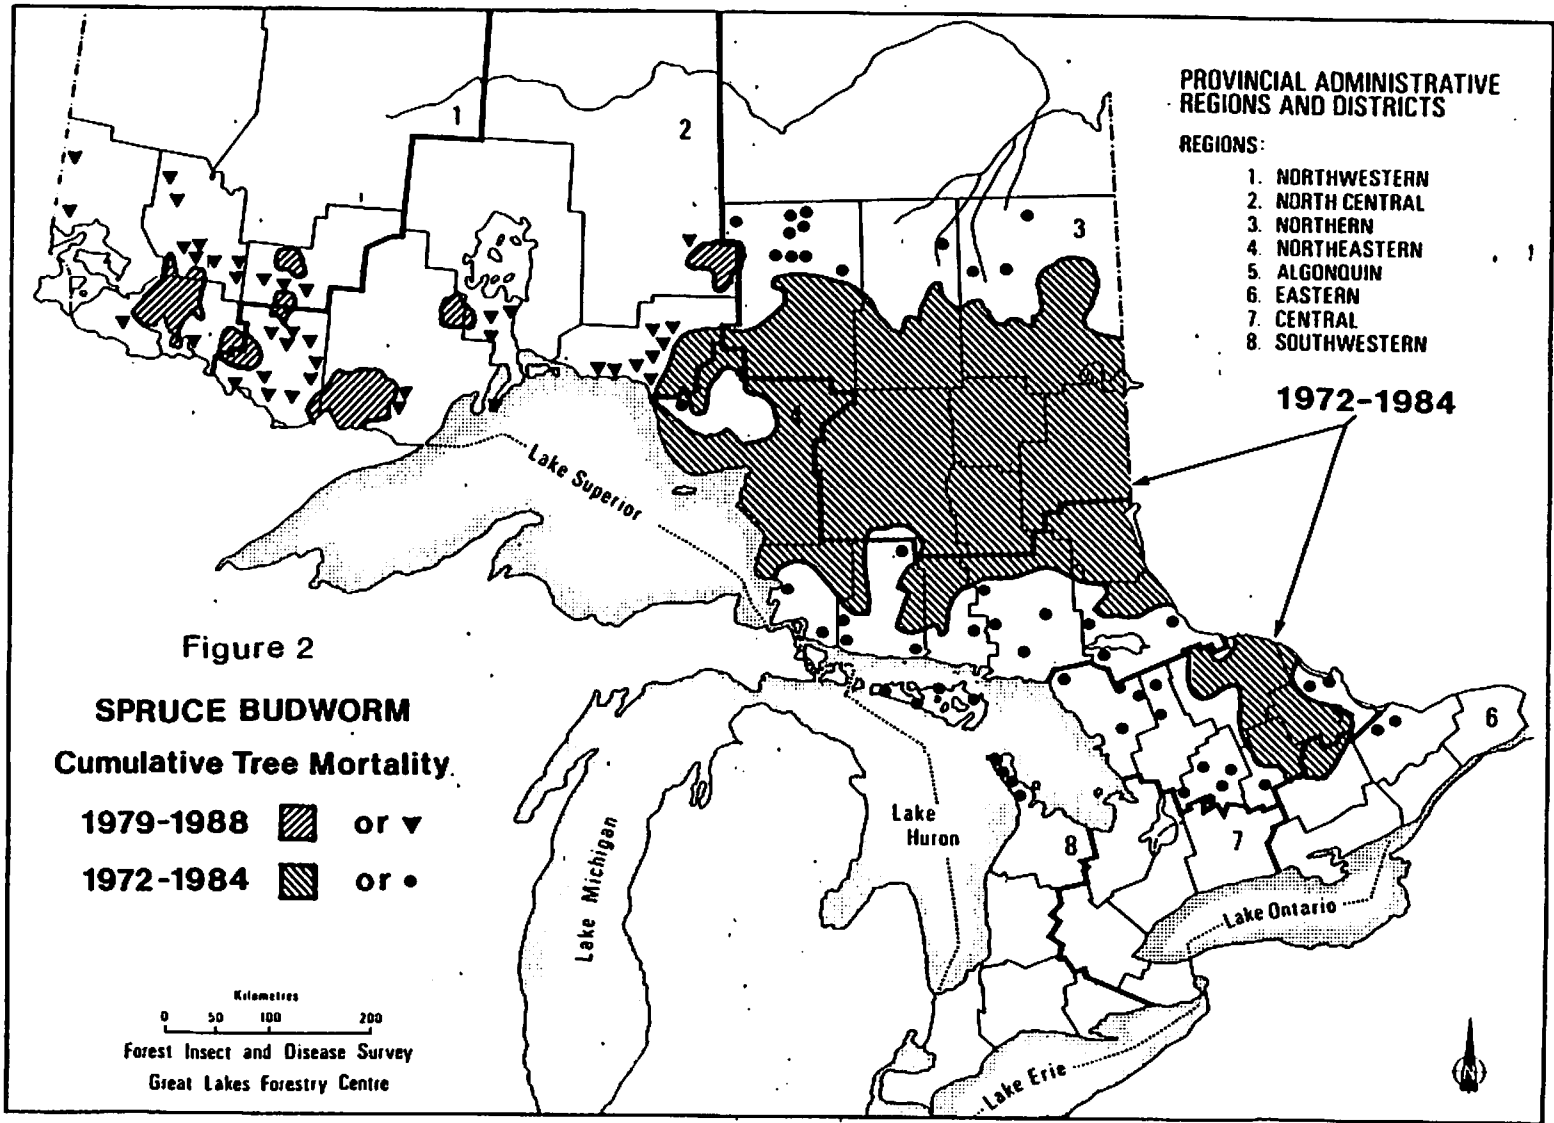 PROVINCIAL ADMINISTRATIVE
REGIONS AND DISTRICTS
REGIONS:
1. NORTHWESTERN
2. NORTH CENTRAL
3. NORTHERN
4. NORTHEASTERN
5. ALGONQUIN
6. EASTERN
7. CENTRAL
8. SOUTHWESTERN
1972-1984
1
2
3
4
6
7
8
Lake Superior
Lake Michigan
Lake
Huron
Lake Ontario
Lake Erie
Figure 2
SPRUCE BUDWORM
Cumulative Tree Mortality
1979-1988 or
1972-1984 or
Kilometres
0 50 100 200
Forest Insect and Disease Survey
Great Lakes Forestry Centre
N